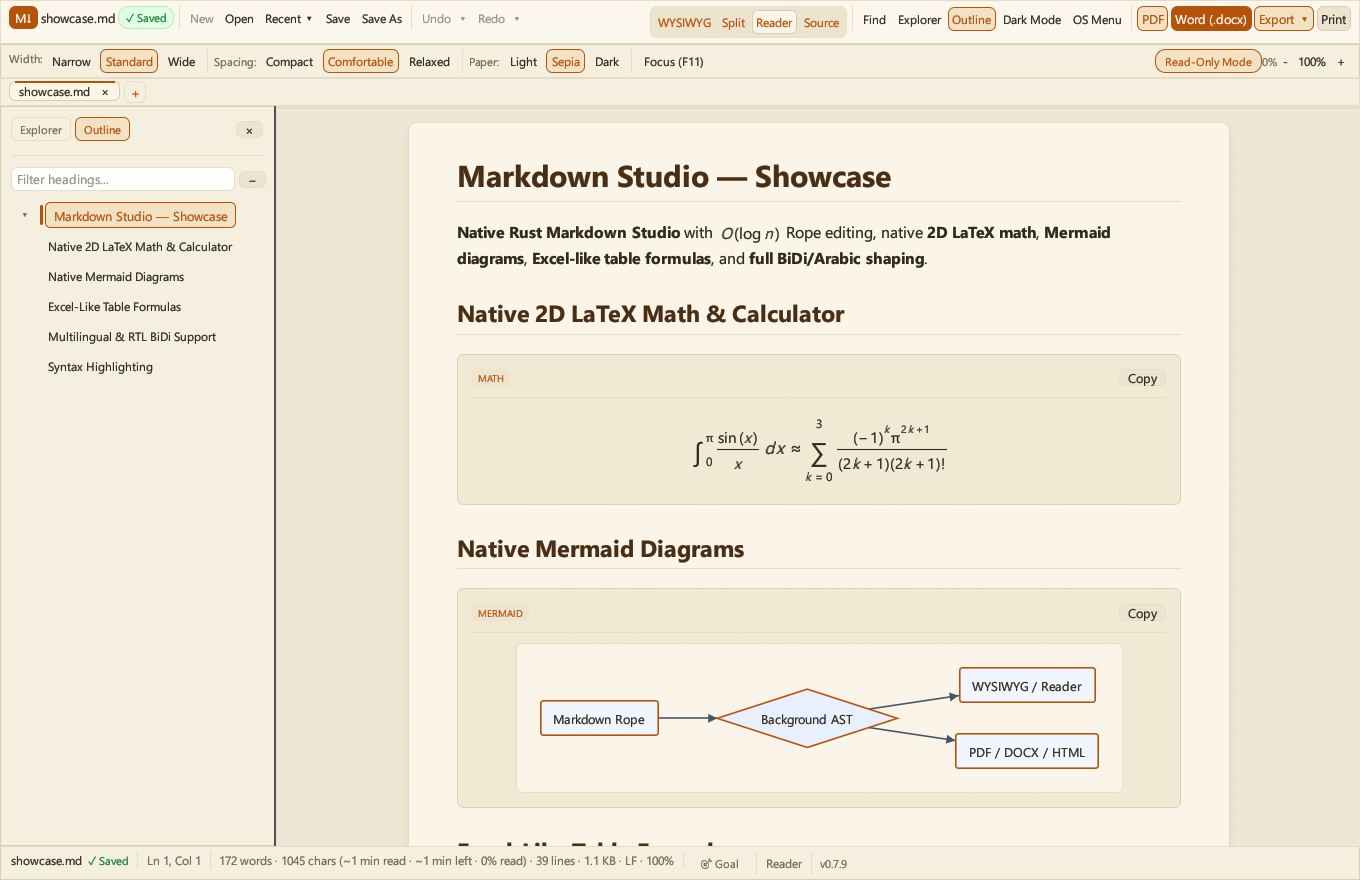 M↓ showcase.md ✓ Saved New Open Recent ▾ Save Save As Undo ▾ Redo ▾ WYSIWYG Split Reader Source Find Explorer Outline Dark Mode OS Menu PDF Word (.docx) Export ▾ Print
Width: Narrow Standard Wide Spacing: Compact Comfortable Relaxed Paper: Light Sepia Dark Focus (F11) Read-Only Mode 0% - 100% +
showcase.md × +
Explorer Outline ×
Filter headings... –
▾ Markdown Studio — Showcase
Native 2D LaTeX Math & Calculator
Native Mermaid Diagrams
Excel-Like Table Formulas
Multilingual & RTL BiDi Support
Syntax Highlighting
Markdown Studio — Showcase
Native Rust Markdown Studio with O(log n) Rope editing, native 2D LaTeX math, Mermaid
diagrams, Excel-like table formulas, and full BiDi/Arabic shaping.
Native 2D LaTeX Math & Calculator
MATH Copy
∫₀^π sin(x)/x dx ≈ ∑_{k=0}^{3} (−1)^k π^{2k+1} / (2k+1)(2k+1)!
Native Mermaid Diagrams
MERMAID Copy
Markdown Rope
Background AST
WYSIWYG / Reader
PDF / DOCX / HTML
showcase.md ✓ Saved Ln 1, Col 1 172 words · 1045 chars (~1 min read · ~1 min left · 0% read) · 39 lines · 1.1 KB · LF · 100% Goal Reader v0.7.9